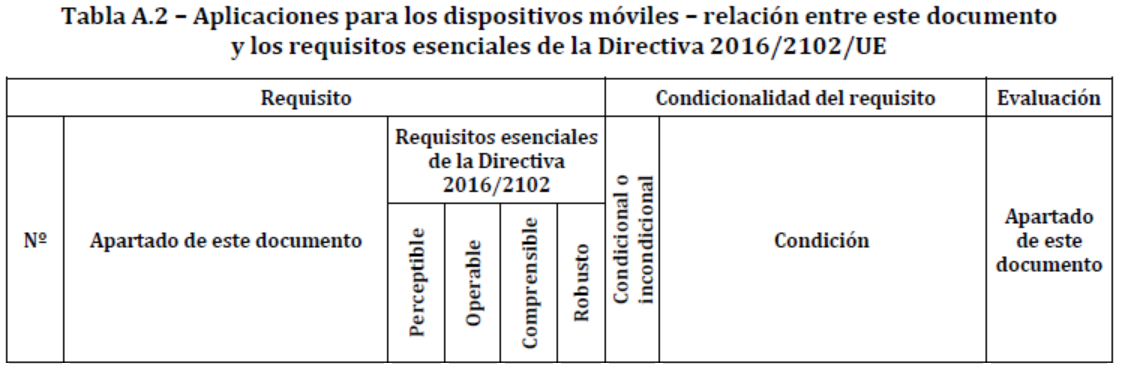 Tabla A.2 – Aplicaciones para los dispositivos móviles – relación entre este documento
y los requisitos esenciales de la Directiva 2016/2102/UE
Requisito
Condicionalidad del requisito
Evaluación
Nº
Apartado de este documento
Requisitos esenciales
de la Directiva
2016/2102
Perceptible
Operable
Comprensible
Robusto
Condicional o
incondicional
Condición
Apartado
de este
documento